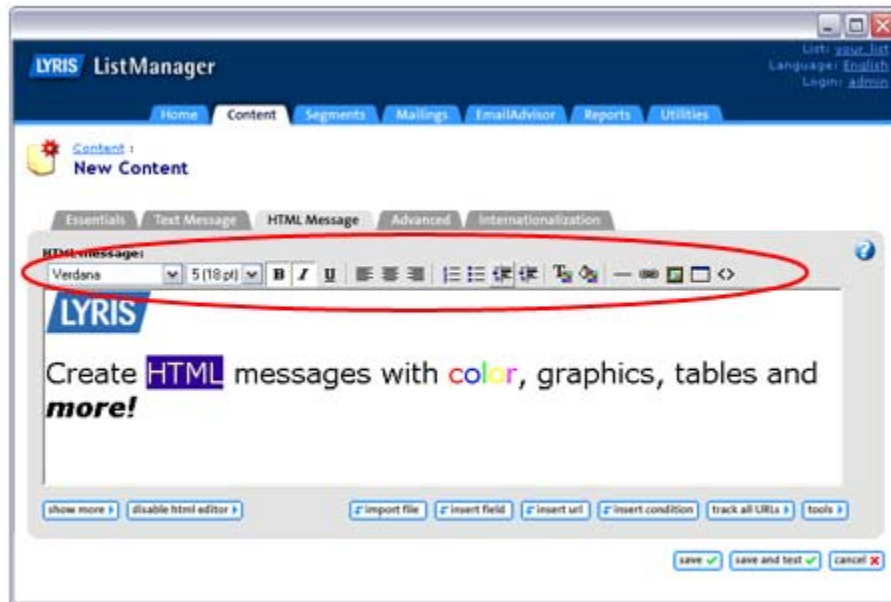 List: your_list
LYRIS ListManager
Language: English
Login: admin
Home Content Segments Mailings EmailAdvisor Reports Utilities
Content :
New Content
Essentials Text Message HTML Message Advanced Internationalization
HTML message:
Verdana 5 (18 pt) B I U
LYRIS
Create HTML messages with color, graphics, tables and
more!
show more disable html editor import file insert field insert url insert condition track all URLs tools
save save and test cancel